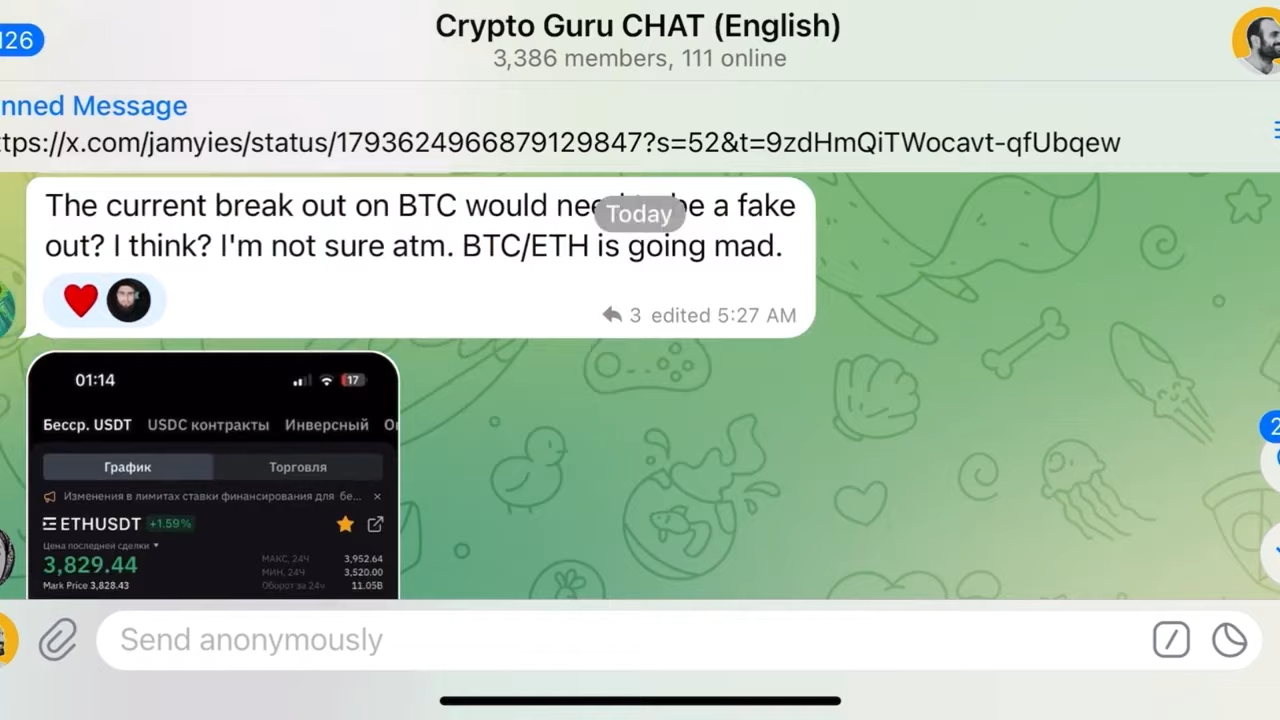 126
Crypto Guru CHAT (English)
3,386 members, 111 online
nned Message
ttps://x.com/jamyies/status/1793624966879129847?s=52&t=9zdHmQiTWocavt-qfUbqew
The current break out on BTC would need to be a fake
Today
out? I think? I'm not sure atm. BTC/ETH is going mad.
3 edited 5:27 AM
01:14
17
Бесср. USDT USDC контракты Инверсный
График Торговля
Изменения в лимитах ставки финансирования для бе...
ETHUSDT +1.59%
Цена последней сделки
3,829.44
Mark Price 3,828.43
МАКС. 24Ч 3,952.64
МИН. 24Ч 3,520.00
Оборот за 24ч 11.05B
2
Send anonymously